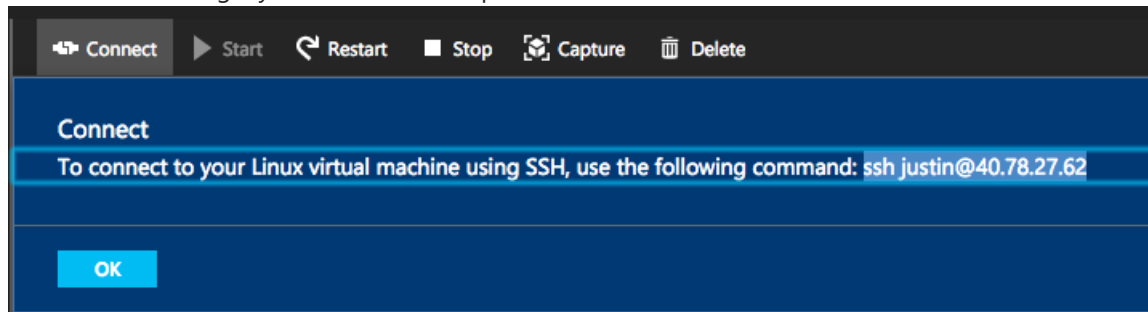 Connect Start Restart Stop Capture Delete
Connect
To connect to your Linux virtual machine using SSH, use the following command: ssh justin@40.78.27.62
OK